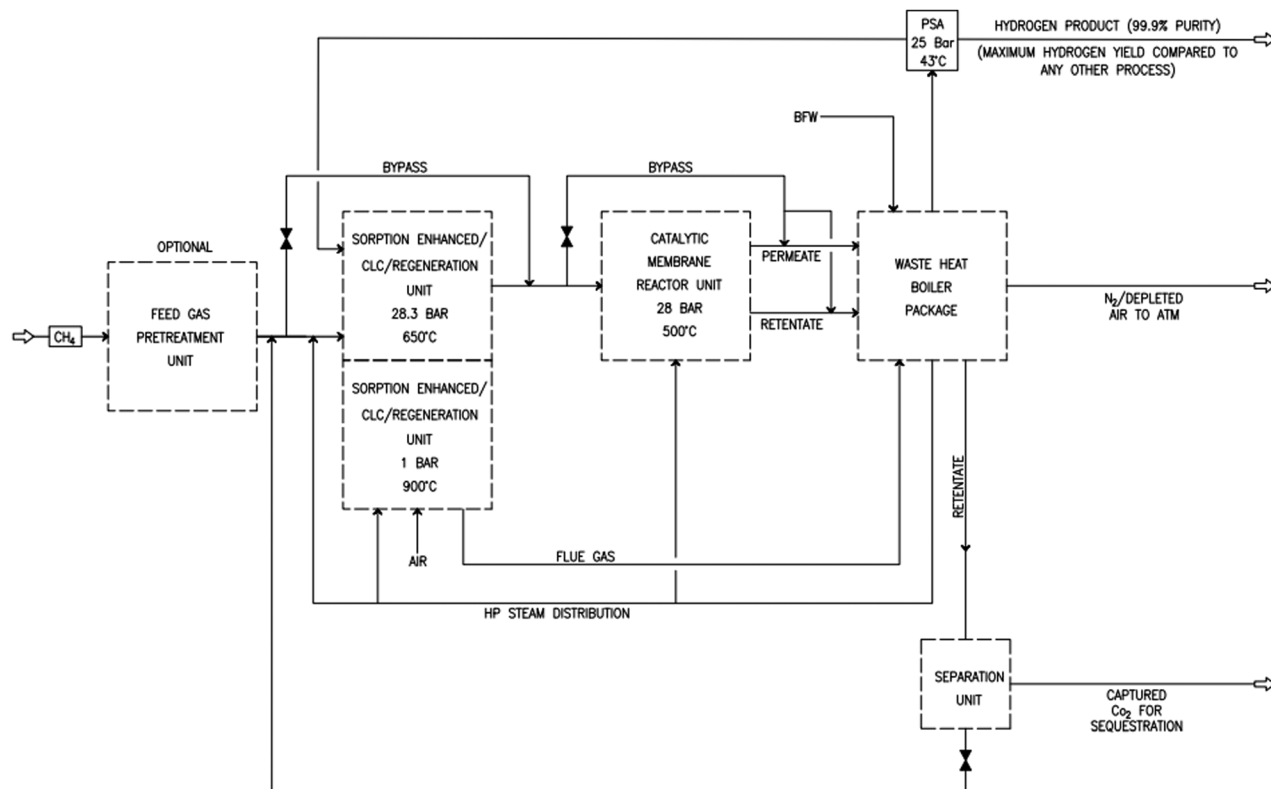 PSA
25 Bar
43°C
HYDROGEN PRODUCT (99.9% PURITY)
(MAXIMUM HYDROGEN YIELD COMPARED TO
ANY OTHER PROCESS)
BFW
BYPASS
BYPASS
OPTIONAL
FEED GAS
PRETREATMENT
UNIT
CH₄
SORPTION ENHANCED/
CLC/REGENERATION
UNIT
28.3 BAR
650°C
SORPTION ENHANCED/
CLC/REGENERATION
UNIT
1 BAR
900°C
CATALYTIC
MEMBRANE
REACTOR UNIT
28 BAR
500°C
PERMEATE
RETENTATE
WASTE HEAT
BOILER
PACKAGE
N₂/DEPLETED
AIR TO ATM
AIR
FLUE GAS
HP STEAM DISTRIBUTION
RETENTATE
SEPARATION
UNIT
CAPTURED
Co₂ FOR
SEQUESTRATION